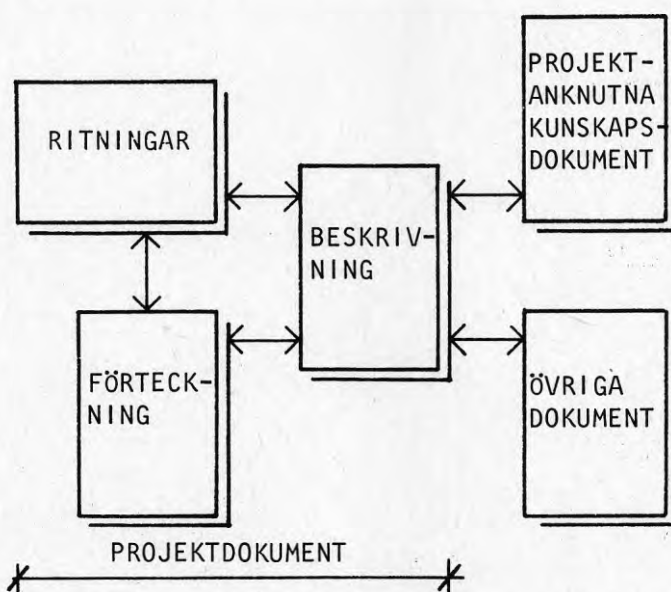 RITNINGAR
PROJEKT-
ANKNUTNA
KUNSKAPS-
DOKUMENT
BESKRIV-
NING
FÖRTECK-
NING
ÖVRIGA
DOKUMENT
PROJEKTDOKUMENT